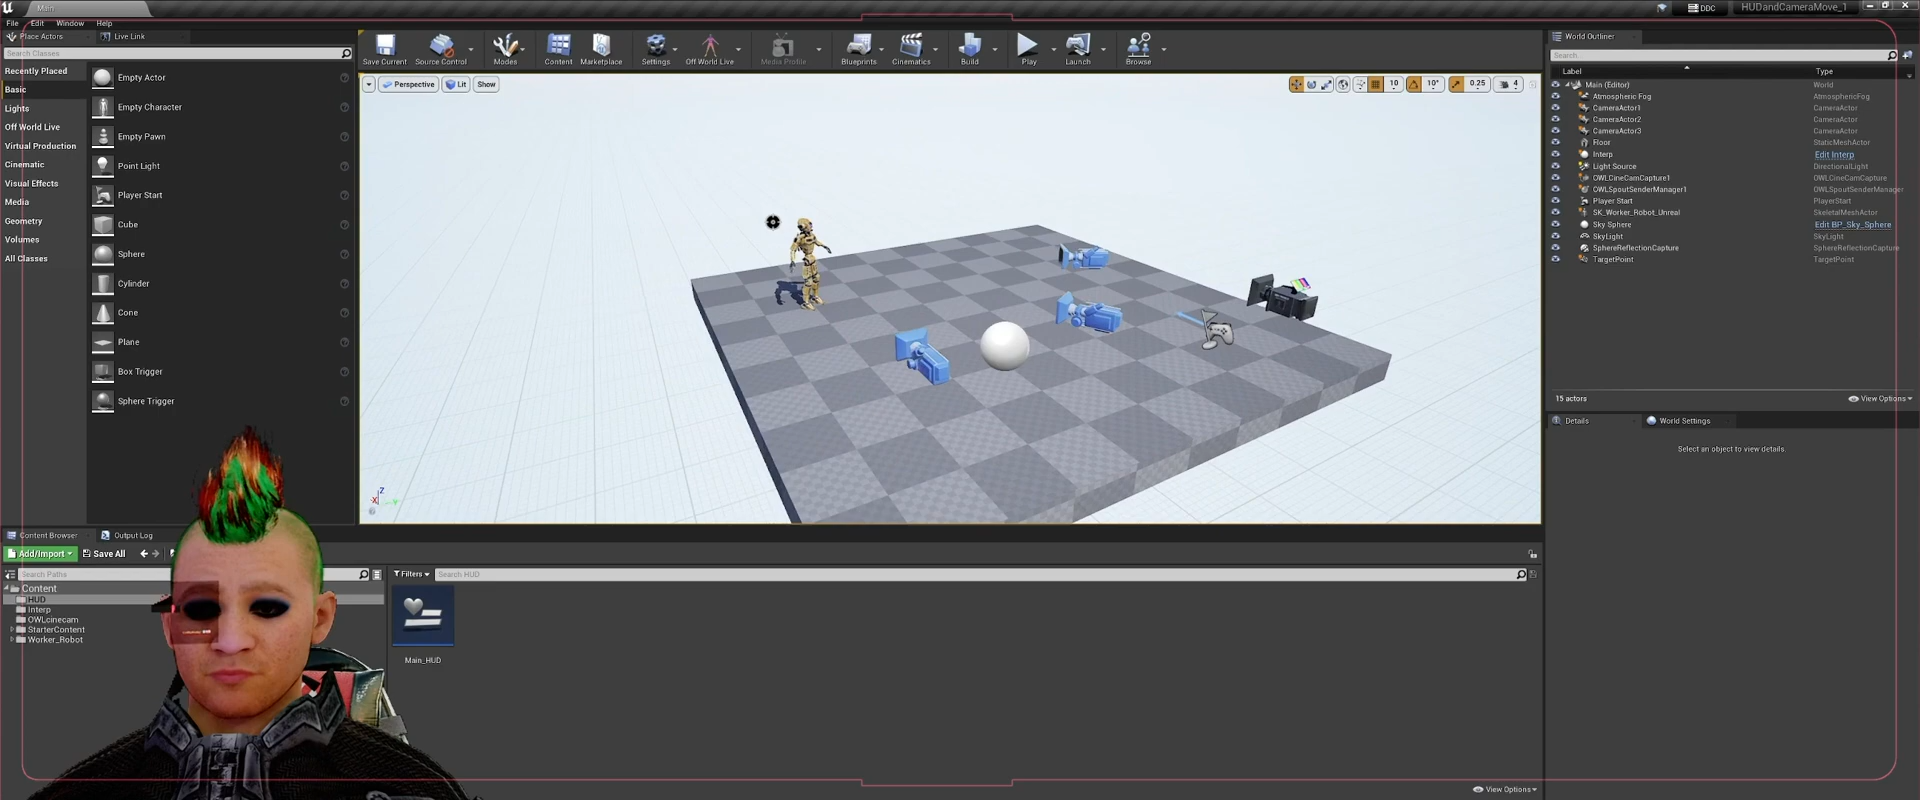 Main
DDC
HUDandCameraMove_1
File Edit Window Help
Place Actors
Live Link
Search Classes
Recently Placed
Basic
Lights
Off World Live
Virtual Production
Cinematic
Visual Effects
Media
Geometry
Volumes
All Classes
Empty Actor
Empty Character
Empty Pawn
Point Light
Player Start
Cube
Sphere
Cylinder
Cone
Plane
Box Trigger
Sphere Trigger
Save Current
Source Control
Modes
Content
Marketplace
Settings
Off World Live
Media Profile
Blueprints
Cinematics
Build
Play
Launch
Browse
Perspective
Lit
Show
10
10°
0.25
4
Z
X
Y
World Outliner
Search...
Label Type
Main (Editor) World
Atmospheric Fog AtmosphericFog
CameraActor1 CameraActor
CameraActor2 CameraActor
CameraActor3 CameraActor
Floor StaticMeshActor
Interp Edit Interp
Light Source DirectionalLight
OWLCineCamCapture1 OWLCineCamCapture
OWLSpoutSenderManager1 OWLSpoutSenderManager
Player Start PlayerStart
SK_Worker_Robot_Unreal SkeletalMeshActor
Sky Sphere Edit BP_Sky_Sphere
SkyLight SkyLight
SphereReflectionCapture SphereReflectionCapture
TargetPoint TargetPoint
15 actors
View Options
Details
World Settings
Select an object to view details.
Content Browser
Output Log
Add/Import
Save All
Search Paths
Content
HUD
Interp
OWLcinecam
StarterContent
Worker_Robot
Filters
Search HUD
Main_HUD
View Options